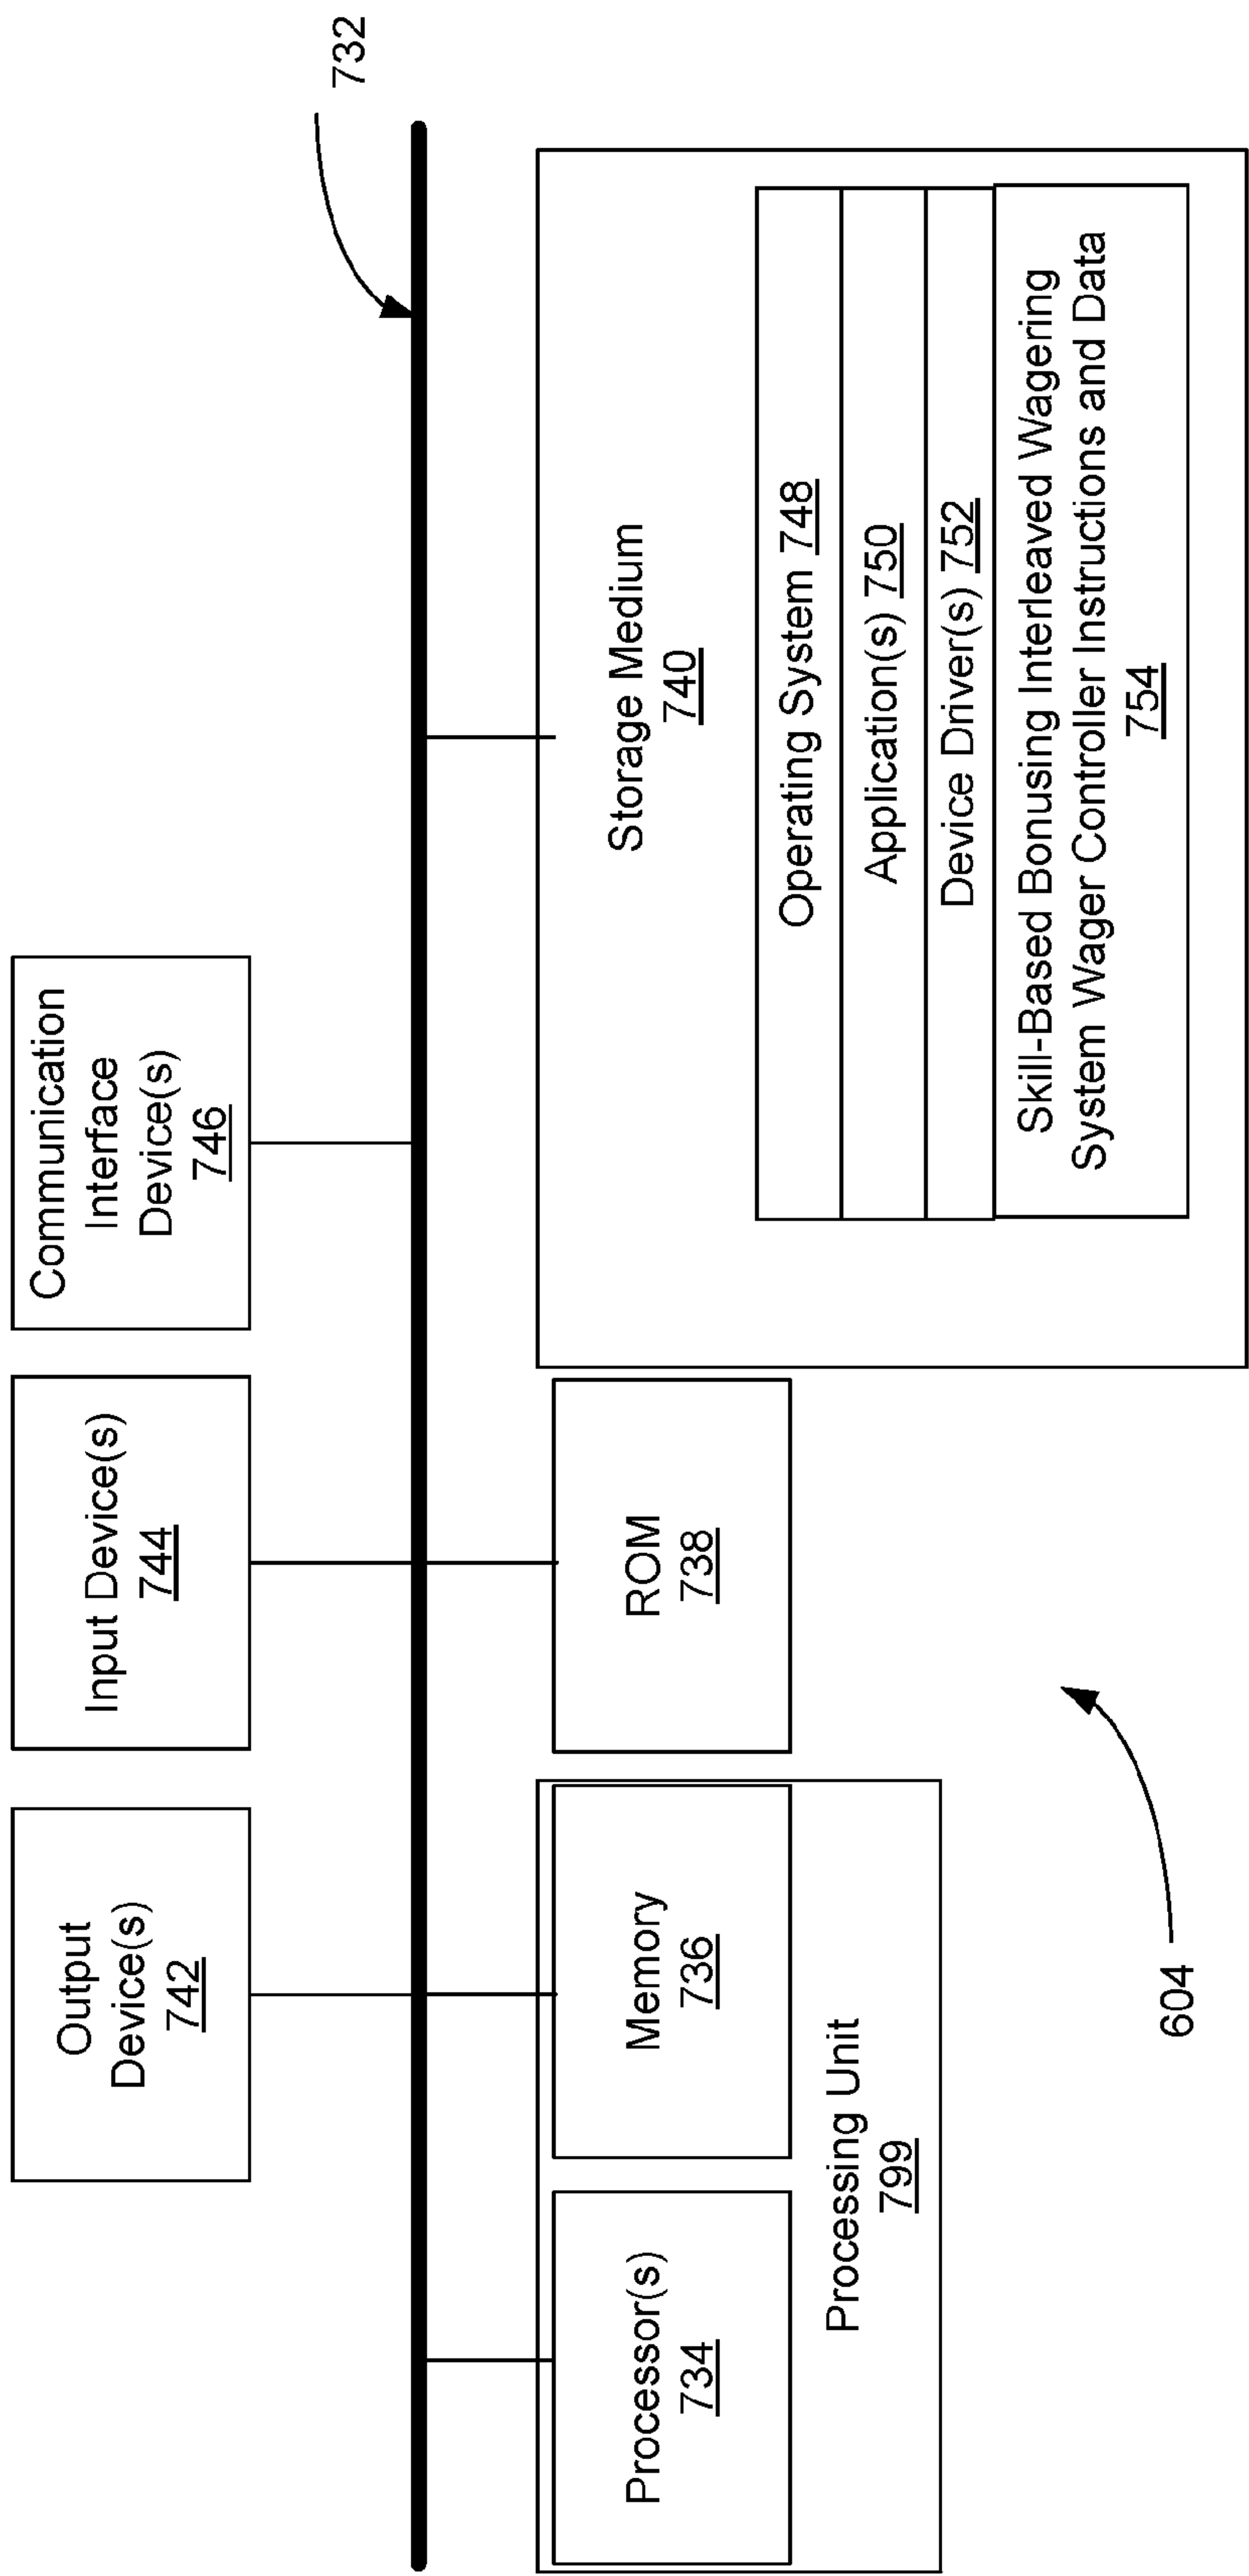 732
Output
Device(s)
742
Input Device(s)
744
Communication
Interface
Device(s)
746
Processor(s)
734
Memory
736
Processing Unit
799
ROM
738
Storage Medium
740
Operating System 748
Application(s) 750
Device Driver(s) 752
Skill-Based Bonusing Interleaved Wagering
System Wager Controller Instructions and Data
754
604